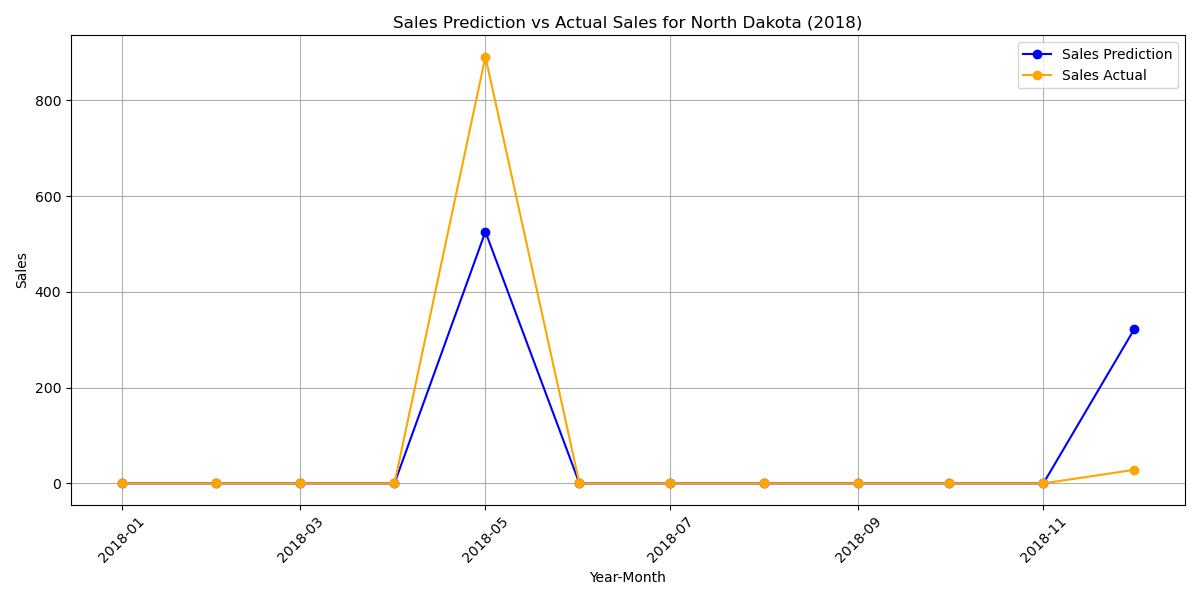 Sales Prediction vs Actual Sales for North Dakota (2018)
Sales Prediction
Sales Actual
Sales
800
600
400
200
0
2018-01
2018-03
2018-05
2018-07
2018-09
2018-11
Year-Month